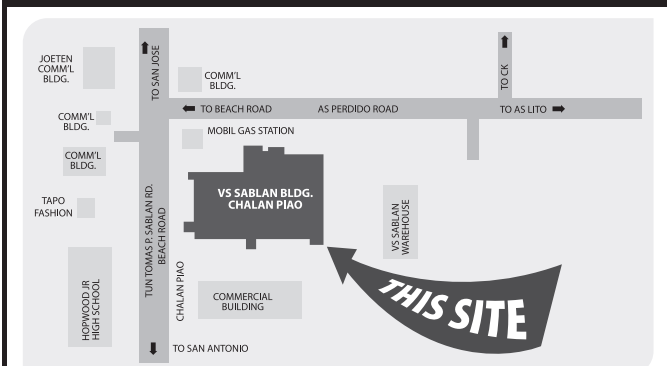 JOETEN
COMM'L
BLDG.
TO SAN JOSE
COMM'L
BLDG.
TO CK
TO BEACH ROAD
AS PERDIDO ROAD
TO AS LITO
COMM'L
BLDG.
MOBIL GAS STATION
COMM'L
BLDG.
VS SABLAN BLDG.
CHALAN PIAO
TAPO
FASHION
TUN TOMAS P. SABLAN RD.
BEACH ROAD
VS SABLAN
WAREHOUSE
HOPWOOD JR
HIGH SCHOOL
CHALAN PIAO
COMMERCIAL
BUILDING
THIS SITE
TO SAN ANTONIO